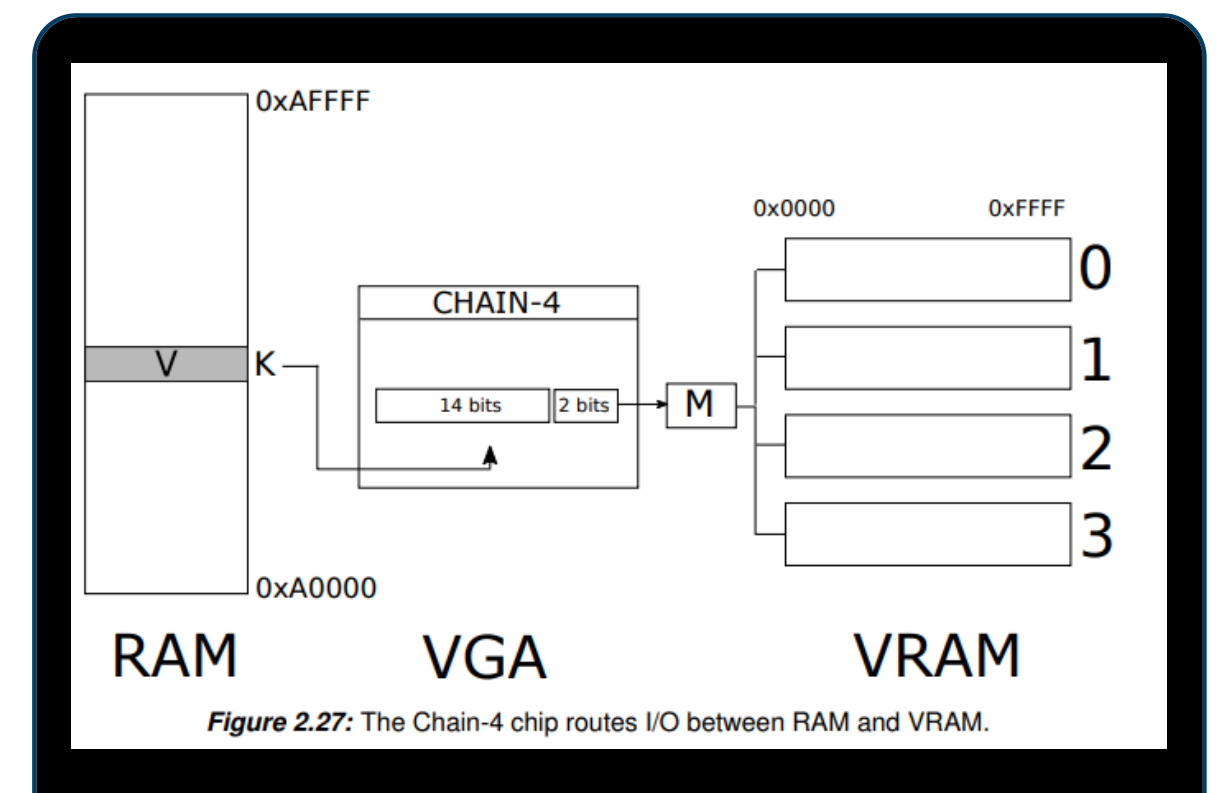 0xAFFFF
0x0000 0xFFFF
0
CHAIN-4
V K
1
14 bits 2 bits M
2
3
0xA0000
RAM VGA VRAM
Figure 2.27: The Chain-4 chip routes I/O between RAM and VRAM.